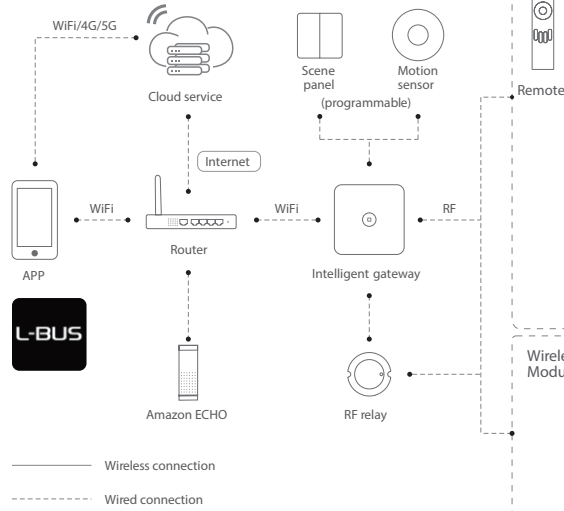 WiFi/4G/5G
Cloud service
Scene
panel
Motion
sensor
(programmable)
Remote
Internet
WiFi
WiFi
RF
Router
APP
Intelligent gateway
L-BUS
Amazon ECHO
RF relay
Wireless connection
Wired connection